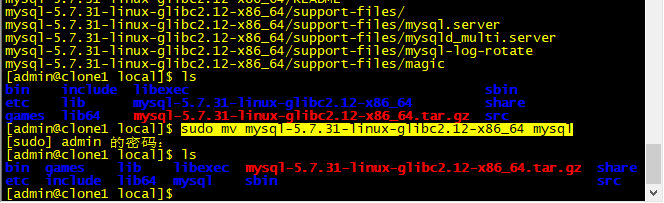 mysql-5.7.31-linux-glibc2.12-x86_64/README
mysql-5.7.31-linux-glibc2.12-x86_64/support-files/
mysql-5.7.31-linux-glibc2.12-x86_64/support-files/mysql.server
mysql-5.7.31-linux-glibc2.12-x86_64/support-files/mysqld_multi.server
mysql-5.7.31-linux-glibc2.12-x86_64/support-files/mysql-log-rotate
mysql-5.7.31-linux-glibc2.12-x86_64/support-files/magic
[admin@clone1 local]$ ls
bin include libexec sbin
etc lib mysql-5.7.31-linux-glibc2.12-x86_64 share
games lib64 mysql-5.7.31-linux-glibc2.12-x86_64.tar.gz src
[admin@clone1 local]$ sudo mv mysql-5.7.31-linux-glibc2.12-x86_64 mysql
[sudo] admin 的密码：
[admin@clone1 local]$ ls
bin games lib libexec mysql-5.7.31-linux-glibc2.12-x86_64.tar.gz share
etc include lib64 mysql sbin src
[admin@clone1 local]$